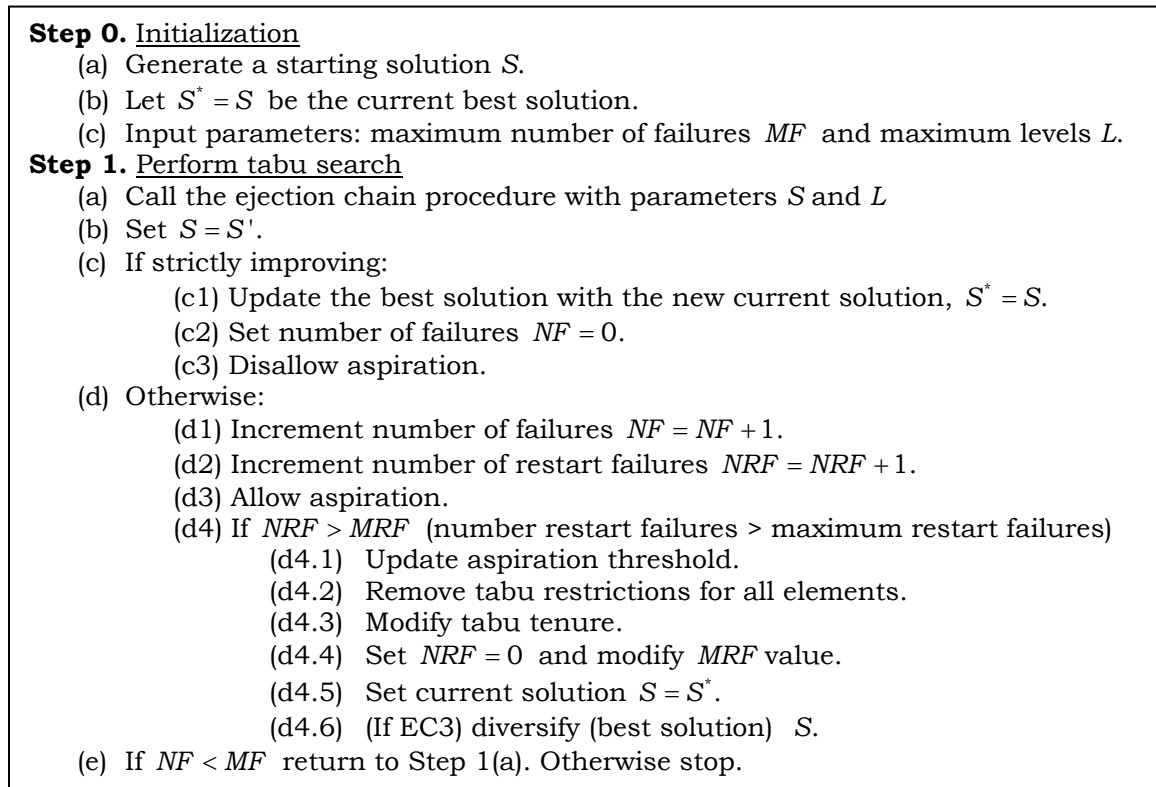 Step 0. Initialization
(a) Generate a starting solution S.
(b) Let S* = S be the current best solution.
(c) Input parameters: maximum number of failures MF and maximum levels L.
Step 1. Perform tabu search
(a) Call the ejection chain procedure with parameters S and L
(b) Set S = S'.
(c) If strictly improving:
(c1) Update the best solution with the new current solution, S* = S.
(c2) Set number of failures NF = 0.
(c3) Disallow aspiration.
(d) Otherwise:
(d1) Increment number of failures NF = NF + 1.
(d2) Increment number of restart failures NRF = NRF + 1.
(d3) Allow aspiration.
(d4) If NRF > MRF (number restart failures > maximum restart failures)
(d4.1) Update aspiration threshold.
(d4.2) Remove tabu restrictions for all elements.
(d4.3) Modify tabu tenure.
(d4.4) Set NRF = 0 and modify MRF value.
(d4.5) Set current solution S = S*.
(d4.6) (If EC3) diversify (best solution) S.
(e) If NF < MF return to Step 1(a). Otherwise stop.